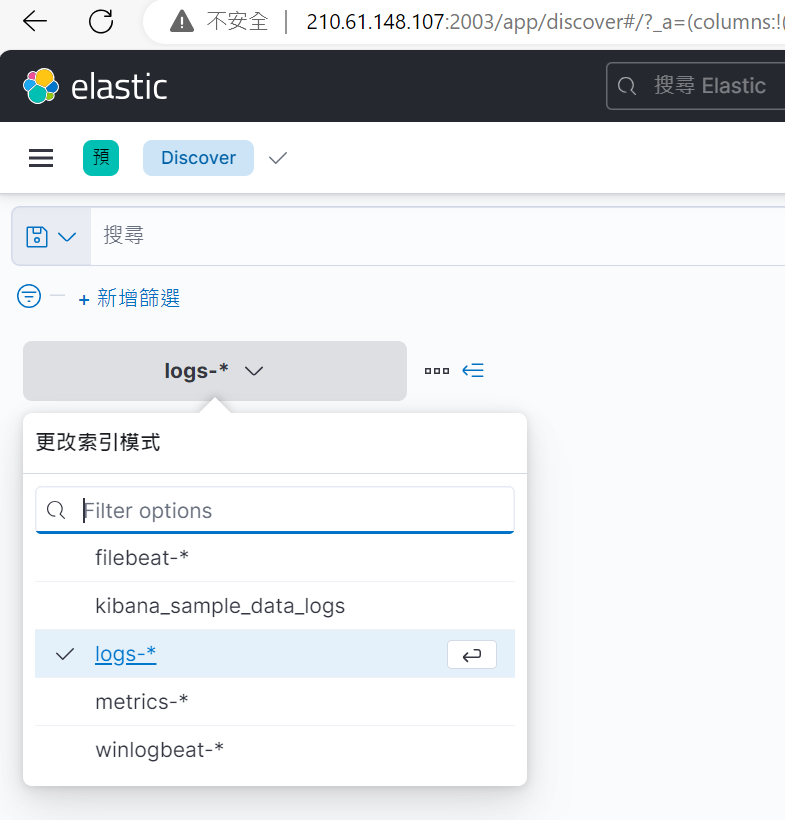 不安全 | 210.61.148.107:2003/app/discover#/?_a=(columns:!(
elastic
搜尋 Elastic
預 Discover
搜尋
+ 新增篩選
logs-*
更改索引模式
Filter options
filebeat-*
kibana_sample_data_logs
logs-*
metrics-*
winlogbeat-*